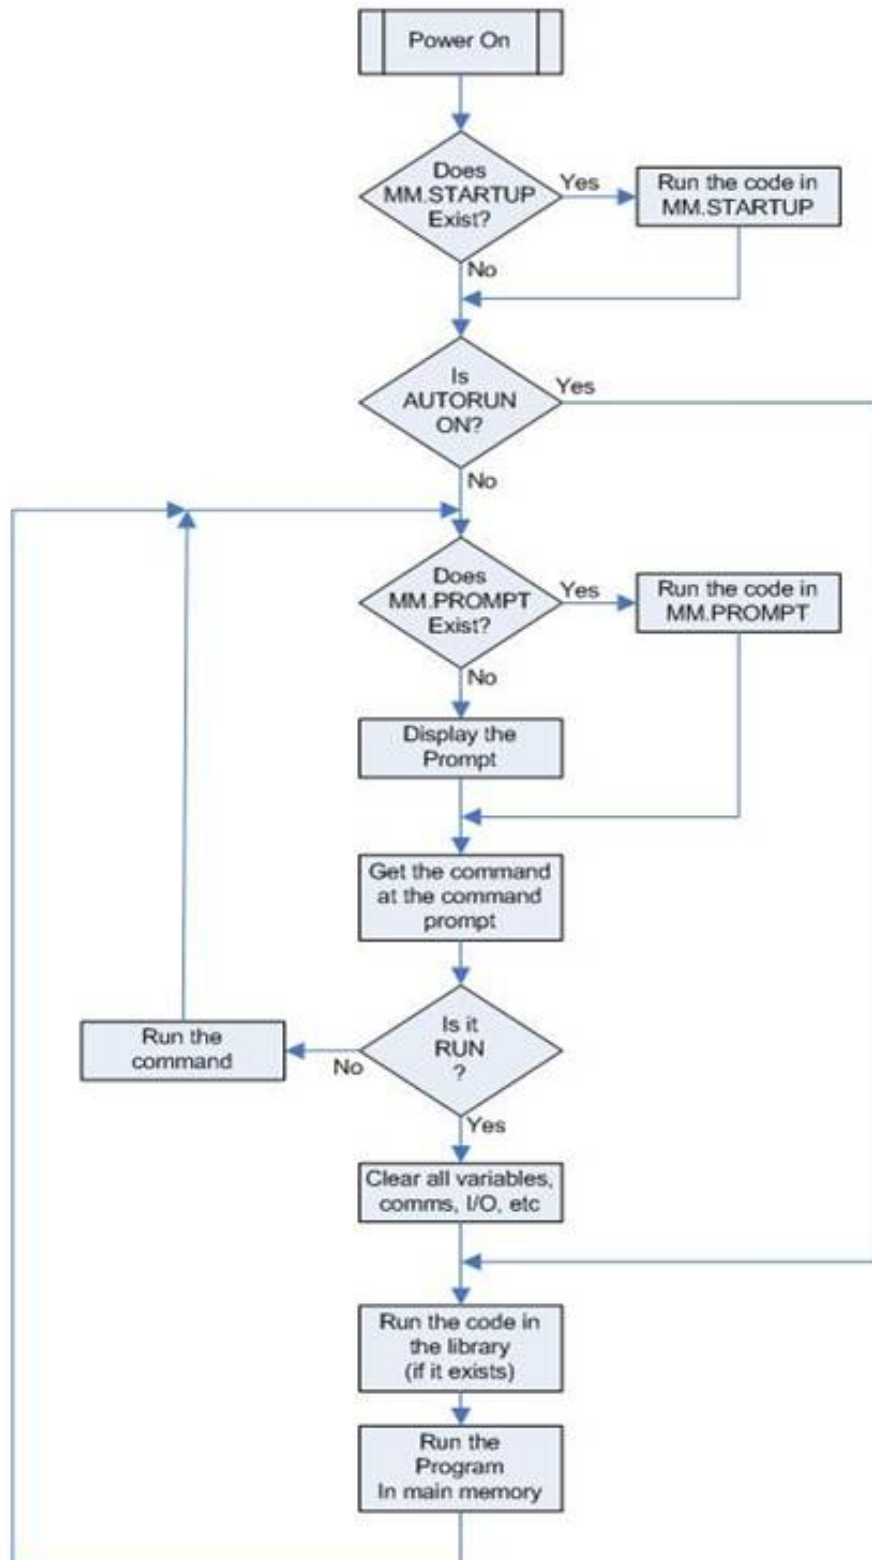 Power On
Does
MM.STARTUP
Exist?
Yes
Run the code in
MM.STARTUP
No
Is
AUTORUN
ON?
Yes
No
Does
MM.PROMPT
Exist?
Yes
Run the code in
MM.PROMPT
No
Display the
Prompt
Get the command
at the command
prompt
Is it
RUN
?
No
Run the
command
Yes
Clear all variables,
comms, I/O, etc
Run the code in
the library
(if it exists)
Run the
Program
In main memory